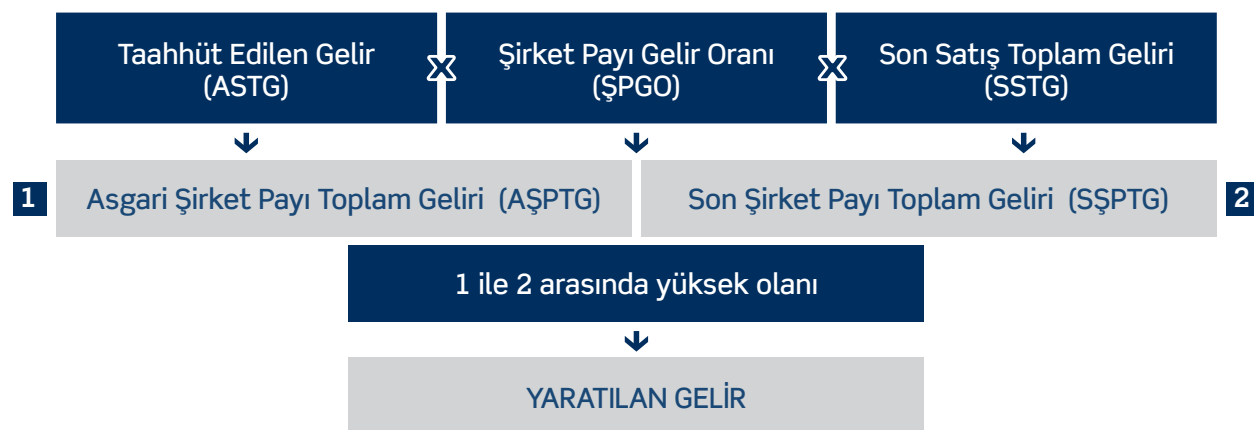 Taahhüt Edilen Gelir
(ASTG)
x
Şirket Payı Gelir Oranı
(ŞPGO)
x
Son Satış Toplam Geliri
(SSTG)
1
Asgari Şirket Payı Toplam Geliri (AŞPTG)
Son Şirket Payı Toplam Geliri (SŞPTG)
2
1 ile 2 arasında yüksek olanı
YARATILAN GELİR